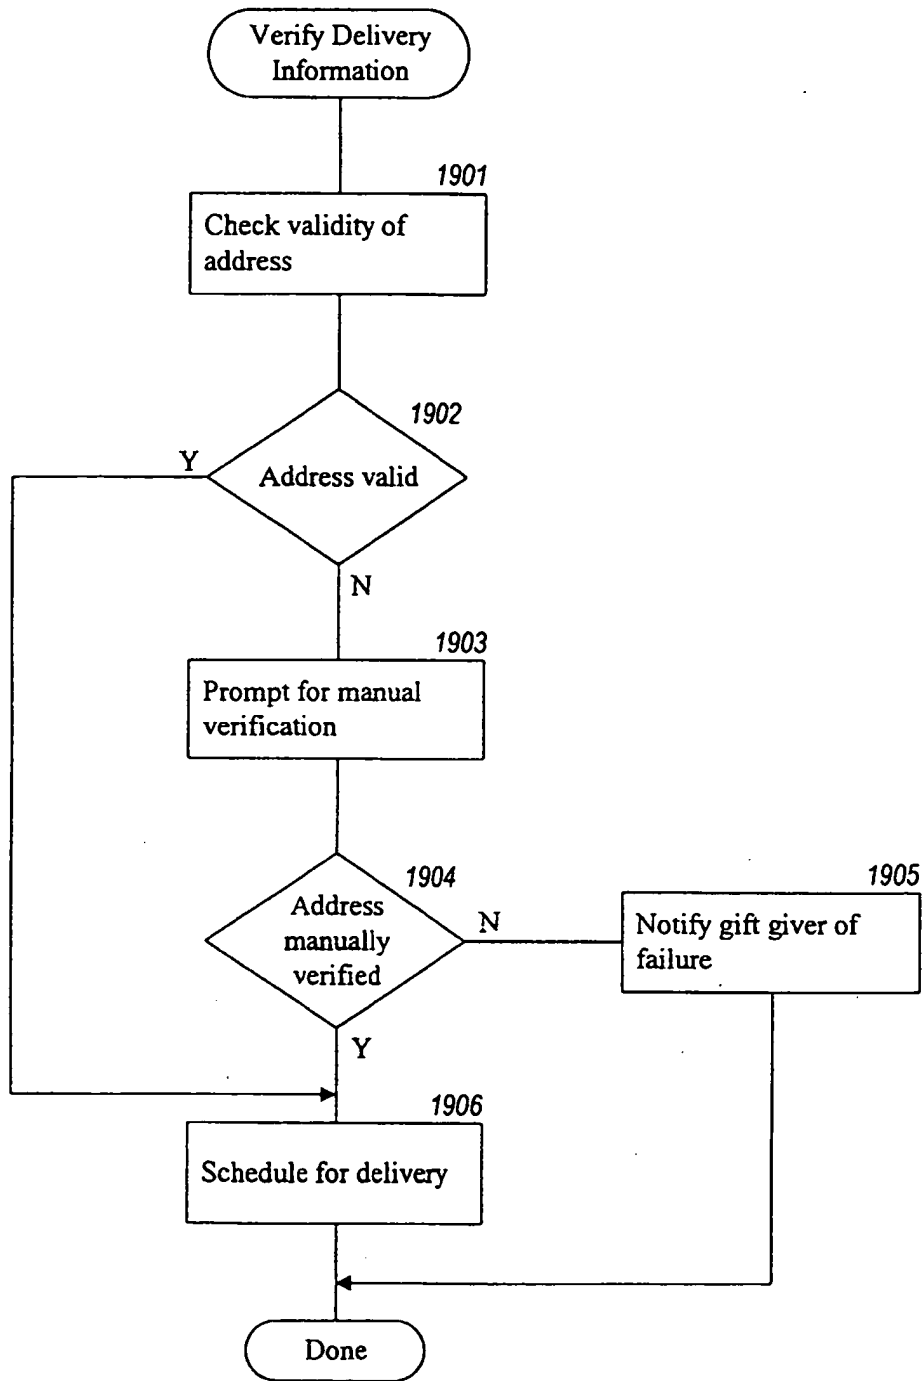 Verify Delivery
Information
1901
Check validity of
address
1902
Y
Address valid
N
1903
Prompt for manual
verification
1904
Address
manually
verified
N
1905
Notify gift giver of
failure
Y
1906
Schedule for delivery
Done